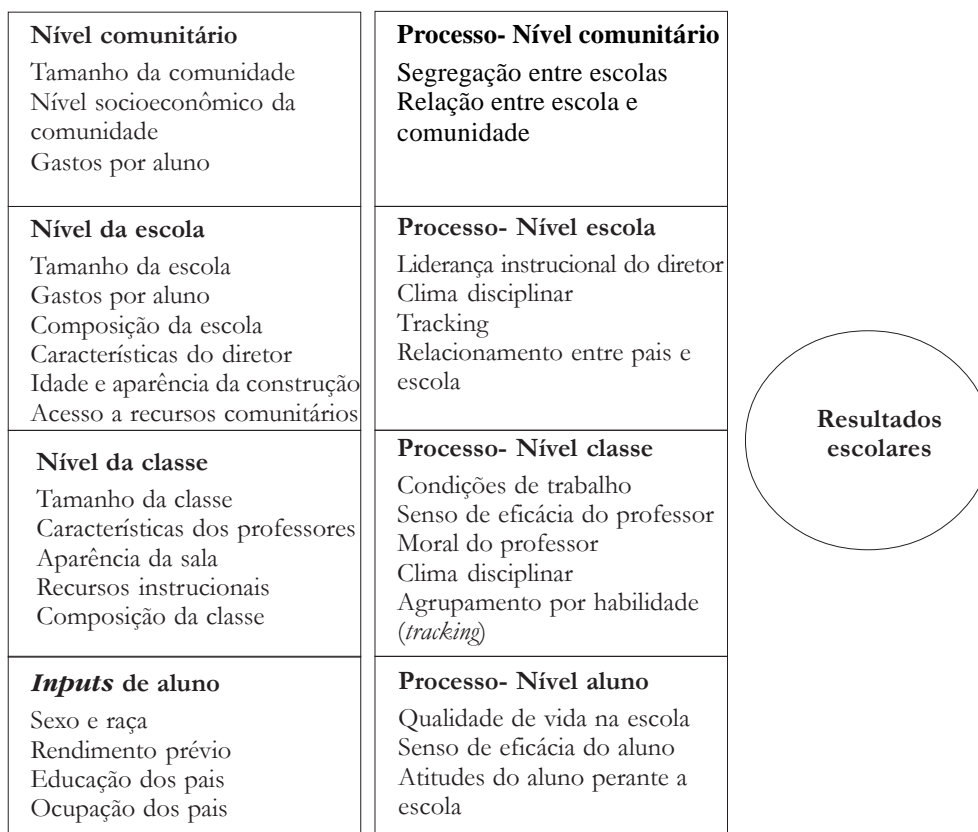 Nível comunitário
Tamanho da comunidade
Nível socioeconômico da
comunidade
Gastos por aluno
Processo- Nível comunitário
Segregação entre escolas
Relação entre escola e
comunidade
Nível da escola
Tamanho da escola
Gastos por aluno
Composição da escola
Características do diretor
Idade e aparência da construção
Acesso a recursos comunitários
Processo- Nível escola
Liderança instrucional do diretor
Clima disciplinar
Tracking
Relacionamento entre pais e
escola
Nível da classe
Tamanho da classe
Características dos professores
Aparência da sala
Recursos instrucionais
Composição da classe
Processo- Nível classe
Condições de trabalho
Senso de eficácia do professor
Moral do professor
Clima disciplinar
Agrupamento por habilidade
(tracking)
Inputs de aluno
Sexo e raça
Rendimento prévio
Educação dos pais
Ocupação dos pais
Processo- Nível aluno
Qualidade de vida na escola
Senso de eficácia do aluno
Atitudes do aluno perante a
escola
Resultados
escolares